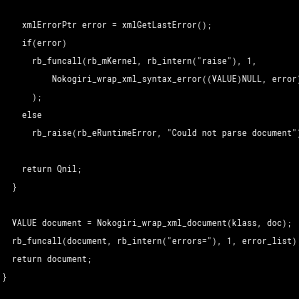 xmlErrorPtr error = xmlGetLastError();
if(error)
rb_funcall(rb_mKernel, rb_intern("raise"), 1,
Nokogiri_wrap_xml_syntax_error((VALUE)NULL, error)
);
else
rb_raise(rb_eRuntimeError, "Could not parse document"
return Qnil;
}
VALUE document = Nokogiri_wrap_xml_document(klass, doc);
rb_funcall(document, rb_intern("errors="), 1, error_list)
return document;
}